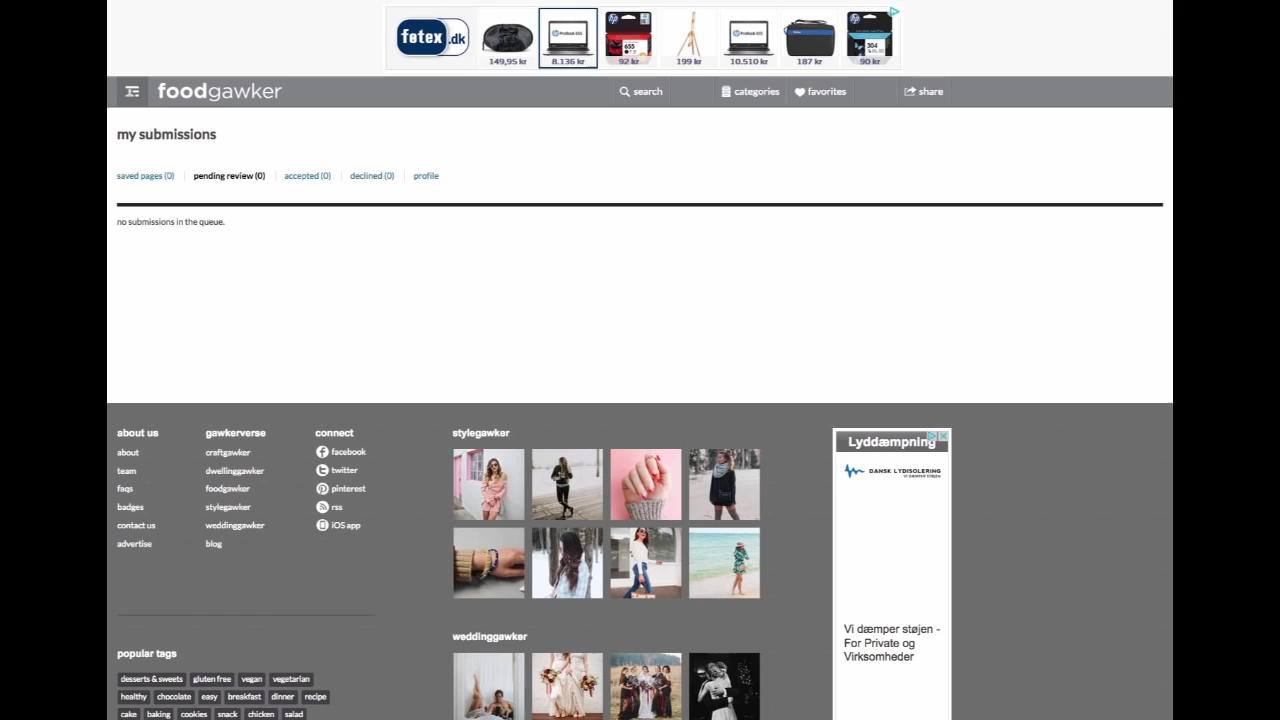 føtex.dk
149,95 kr
8.136 kr
92 kr
199 kr
10.510 kr
187 kr
90 kr
655
304
foodgawker
search
categories
favorites
share
my submissions
saved pages (0)
pending review (0)
accepted (0)
declined (0)
profile
no submissions in the queue.
about us
about
team
faqs
badges
contact us
advertise
gawkerverse
craftgawker
dwellinggawker
foodgawker
stylegawker
weddinggawker
blog
connect
facebook
twitter
pinterest
rss
iOS app
stylegawker
weddinggawker
Lyddæmpning
DANSK LYDISOLERING
VI DÆMPER STØJEN
Vi dæmper støjen -
For Private og
Virksomheder
popular tags
desserts & sweets gluten free vegan vegetarian
healthy chocolate easy breakfast dinner recipe
cake baking cookies snack chicken salad